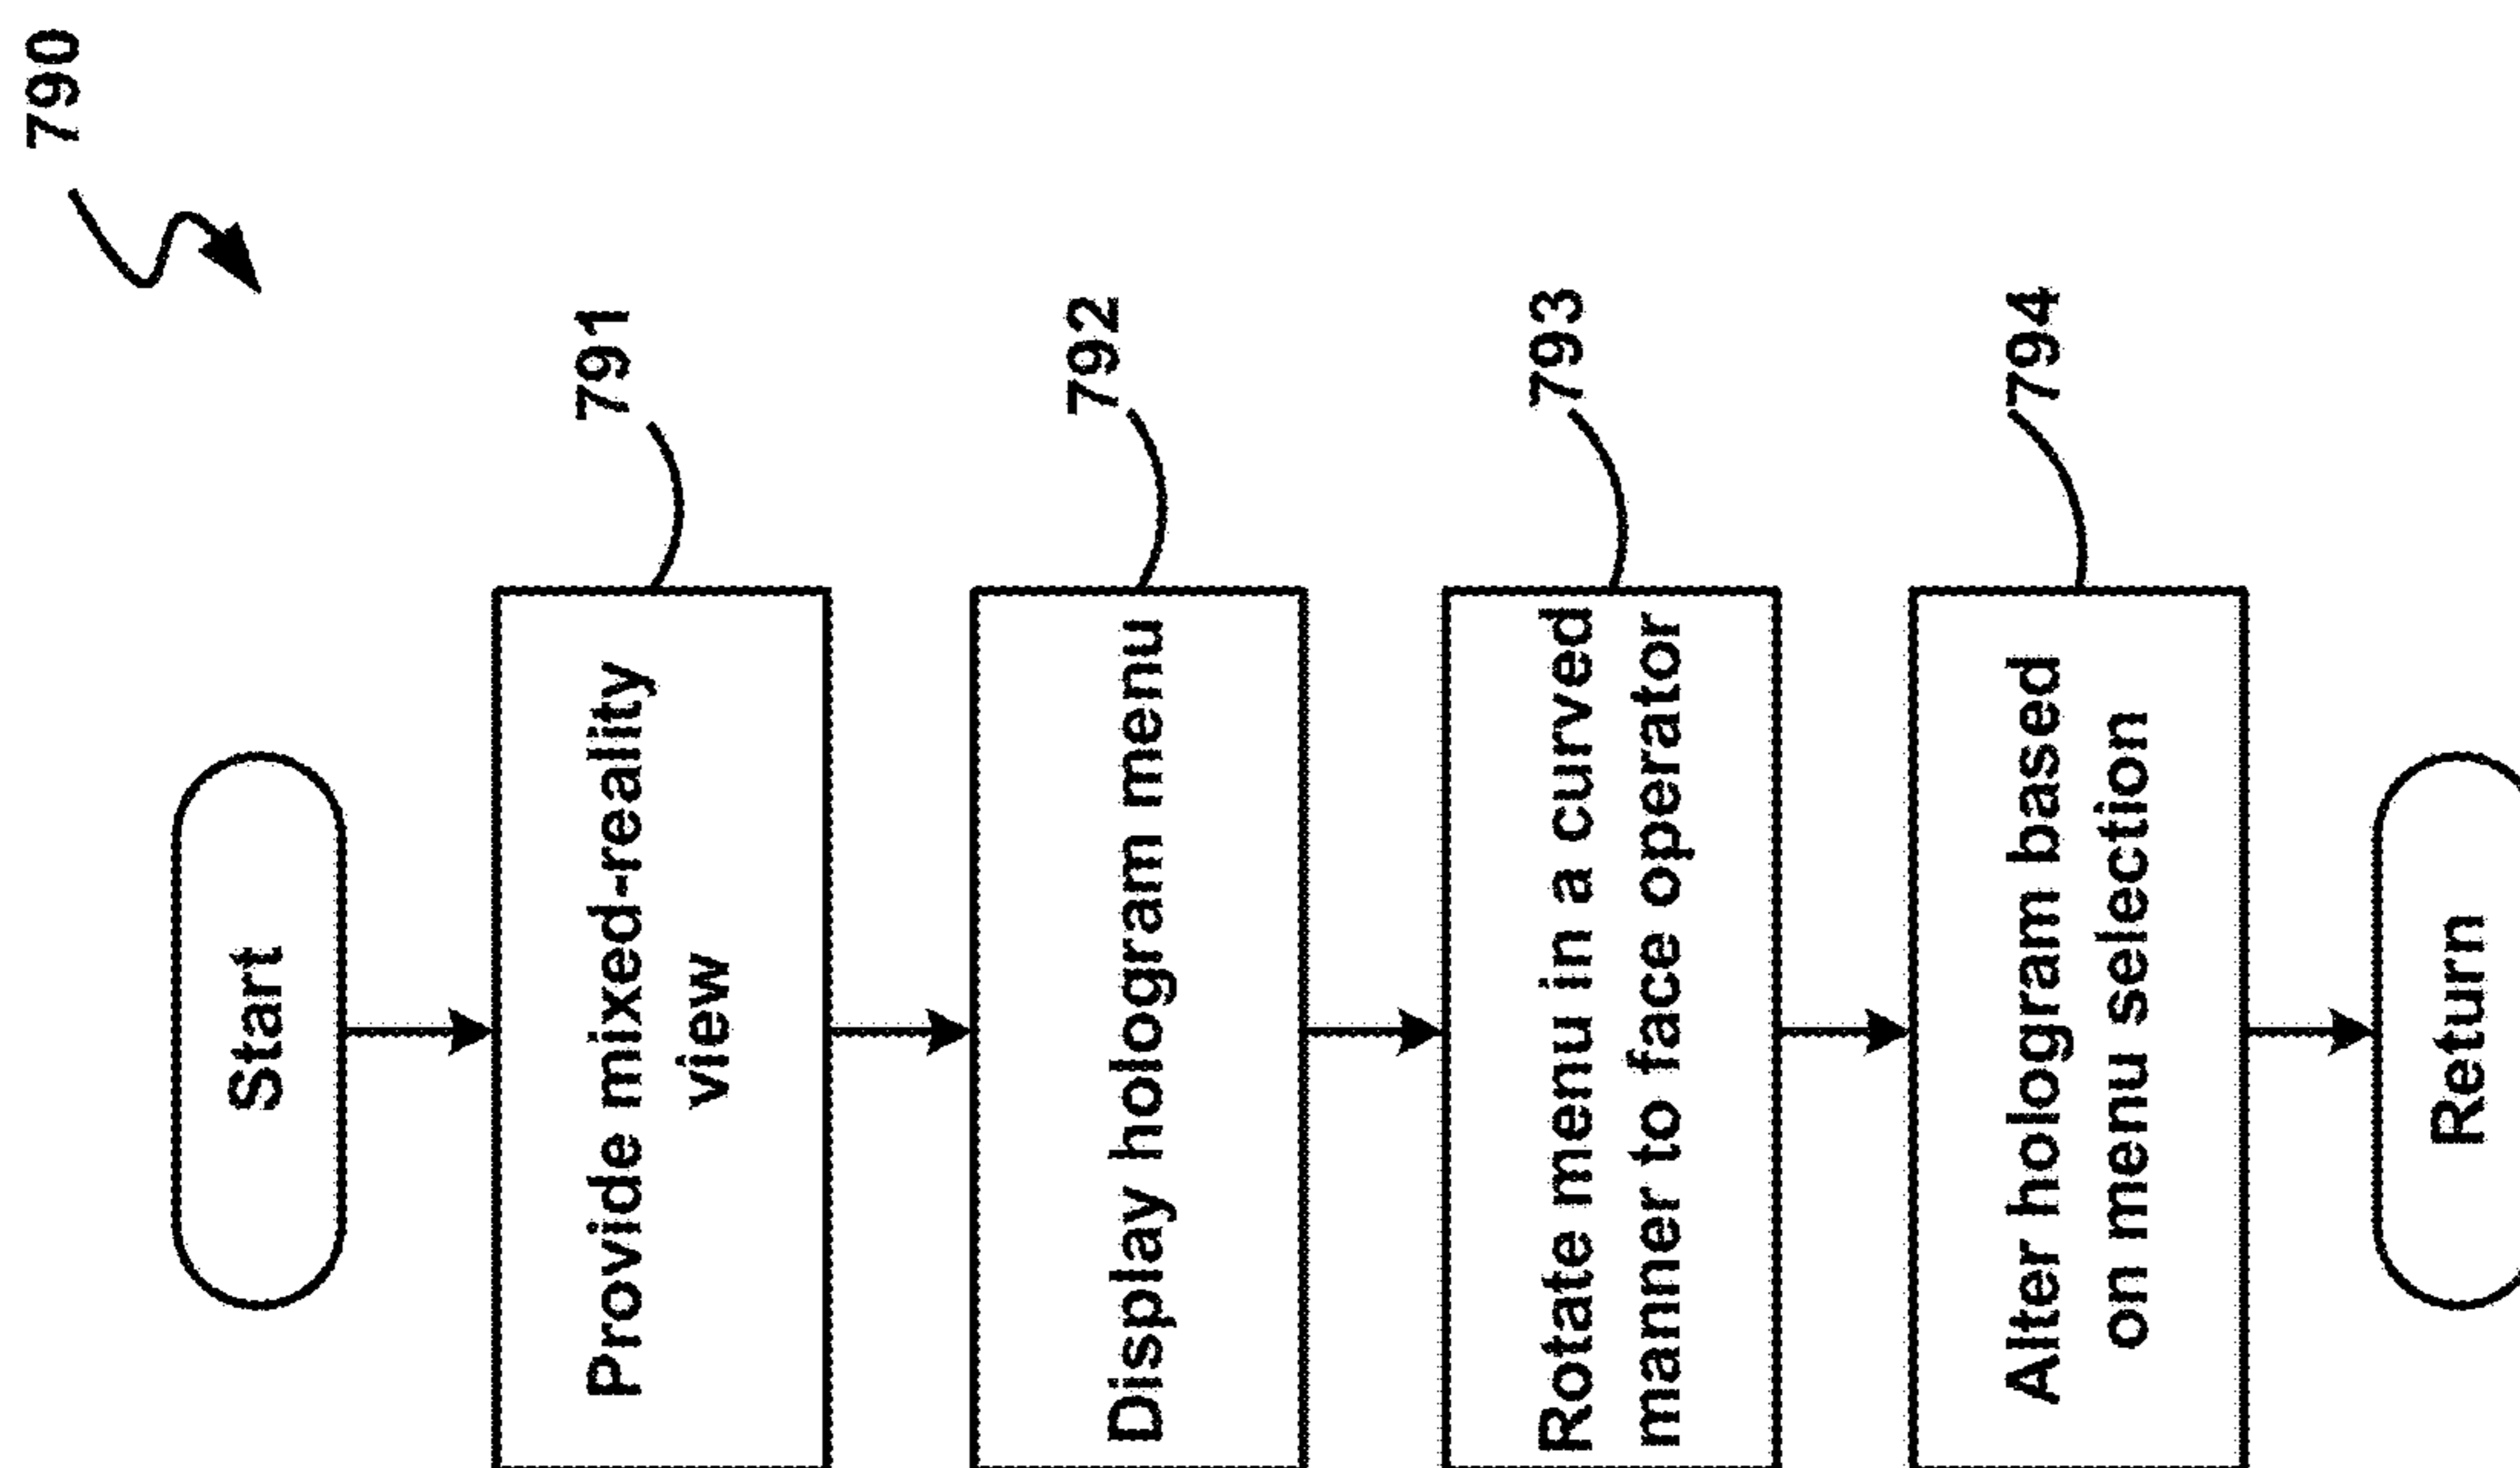 790
Start
791
Provide mixed-reality
view
792
Display hologram menu
793
Rotate menu in a curved
manner to face operator
794
Alter hologram based
on menu selection
Return